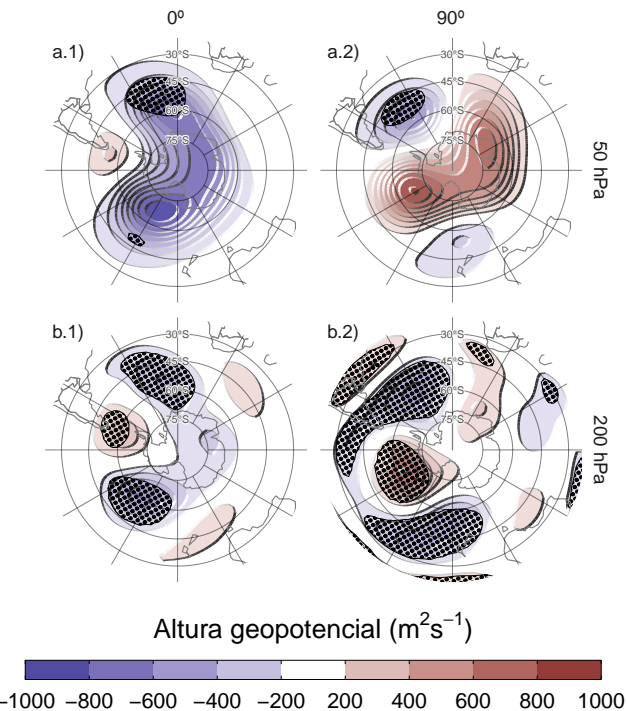 0º 90º
a.1) a.2)
30°S 30°S
45°S 45°S
60°S 60°S
75°S 75°S
50 hPa
b.1) b.2)
30°S 30°S
45°S 45°S
60°S 60°S
75°S 75°S
200 hPa
Altura geopotencial (m²s⁻¹)
−1000 −800 −600 −400 −200 200 400 600 800 1000